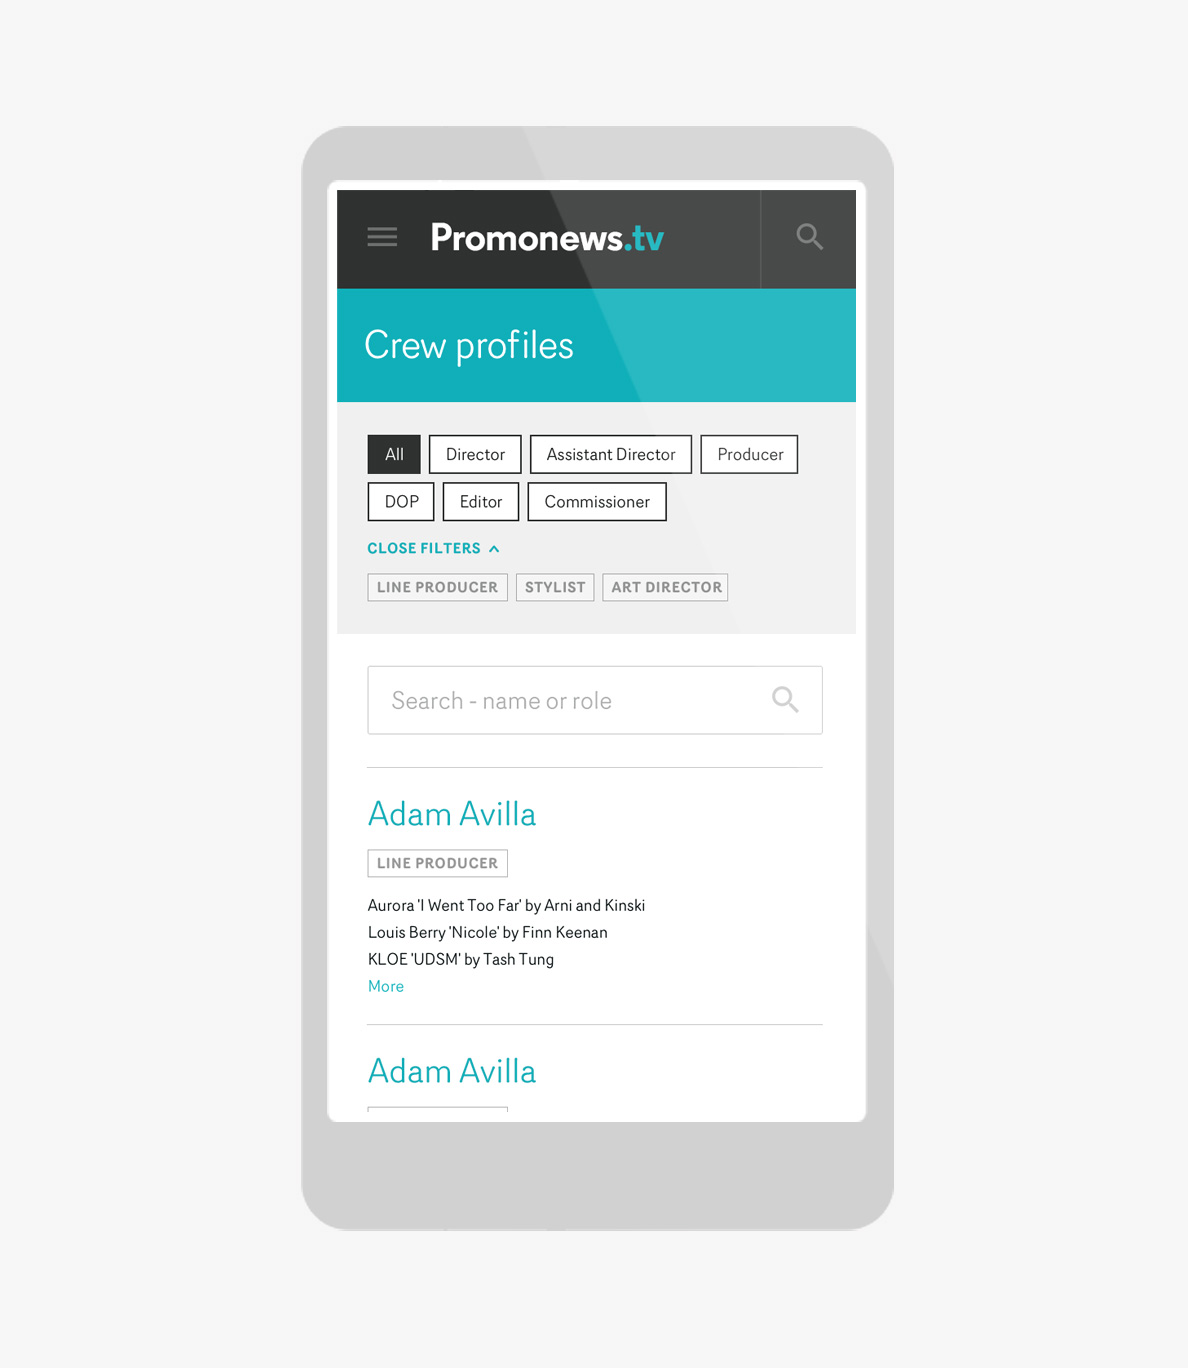 Promonews.tv
Crew profiles
All Director Assistant Director Producer
DOP Editor Commissioner
CLOSE FILTERS
LINE PRODUCER STYLIST ART DIRECTOR
Search - name or role
Adam Avilla
LINE PRODUCER
Aurora 'I Went Too Far' by Arni and Kinski
Louis Berry 'Nicole' by Finn Keenan
KLOE 'UDSM' by Tash Tung
More
Adam Avilla